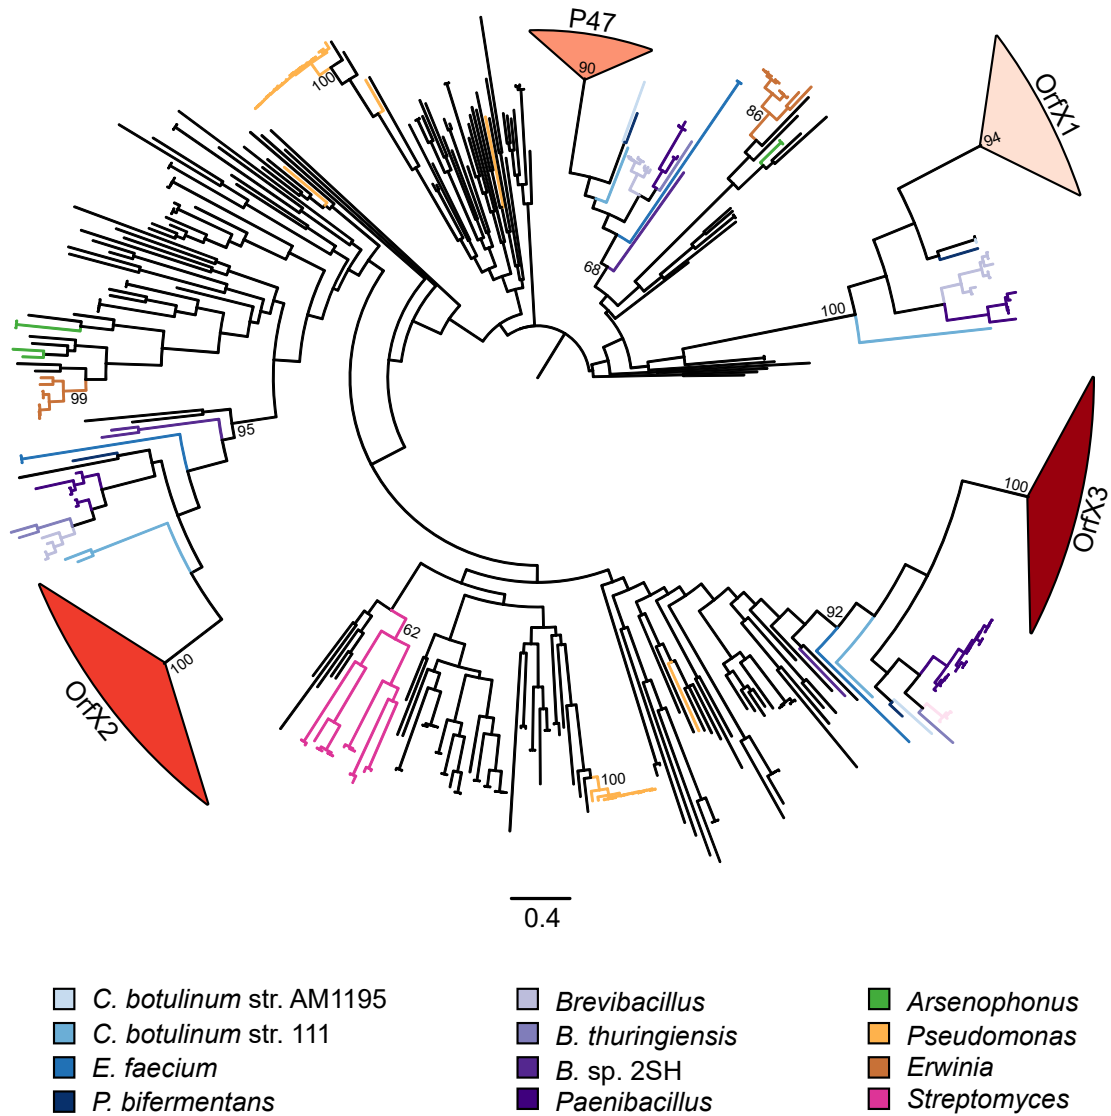 P47
90
100
86
OrfX1
94
68
100
99
95
100
OrfX3
92
62
100
OrfX2
100
0.4
C. botulinum str. AM1195
C. botulinum str. 111
E. faecium
P. bifermentans
Brevibacillus
B. thuringiensis
B. sp. 2SH
Paenibacillus
Arsenophonus
Pseudomonas
Erwinia
Streptomyces